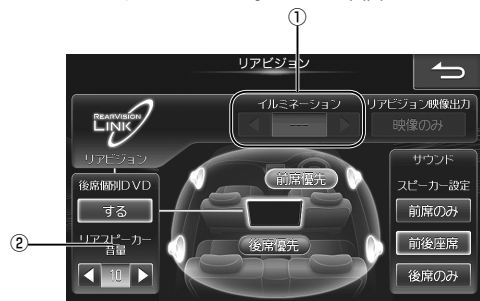 ①
リアビジョン
イルミネーション
---
リアビジョン映像出力
映像のみ
REARVISION
LINK
リアビジョン
後席個別DVD
する
②
リアスピーカー
音量
10
前席優先
後席優先
サウンド
スピーカー設定
前席のみ
前後座席
後席のみ